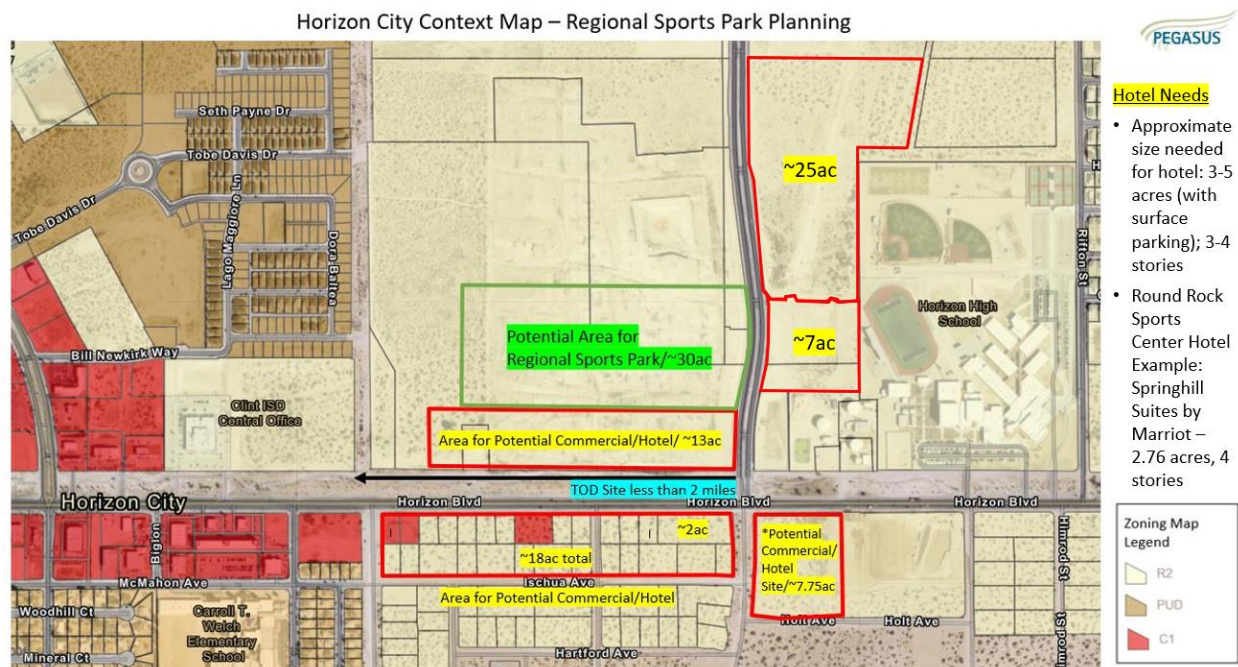 Horizon City Context Map – Regional Sports Park Planning
PEGASUS
Seth Payne Dr
Tobe Davis Dr
Tobe Davis Dr
Lago Maggiore Ln
Dora Baltea
Bill Newkirk Way
Clint ISD
Central Office
~25ac
~7ac
Horizon High
School
Rifton St
Potential Area for
Regional Sports Park/~30ac
Area for Potential Commercial/Hotel/ ~13ac
TOD Site less than 2 miles
Horizon City
Horizon Blvd
Horizon Blvd
Horizon Blvd
~2ac
~18ac total
Ischua Ave
Area for Potential Commercial/Hotel
*Potential
Commercial/
Hotel
Site/~7.75ac
Holt Ave
Holt Ave
Himrod St
Himrod St
McMahon Ave
Woodhill Ct
Mineral Ct
Carroll T.
Welch
Elementary
School
Hartford Ave
Hotel Needs
• Approximate
size needed
for hotel: 3-5
acres (with
surface
parking); 3-4
stories
• Round Rock
Sports
Center Hotel
Example:
Springhill
Suites by
Marriot –
2.76 acres, 4
stories
Zoning Map
Legend
R2
PUD
C1